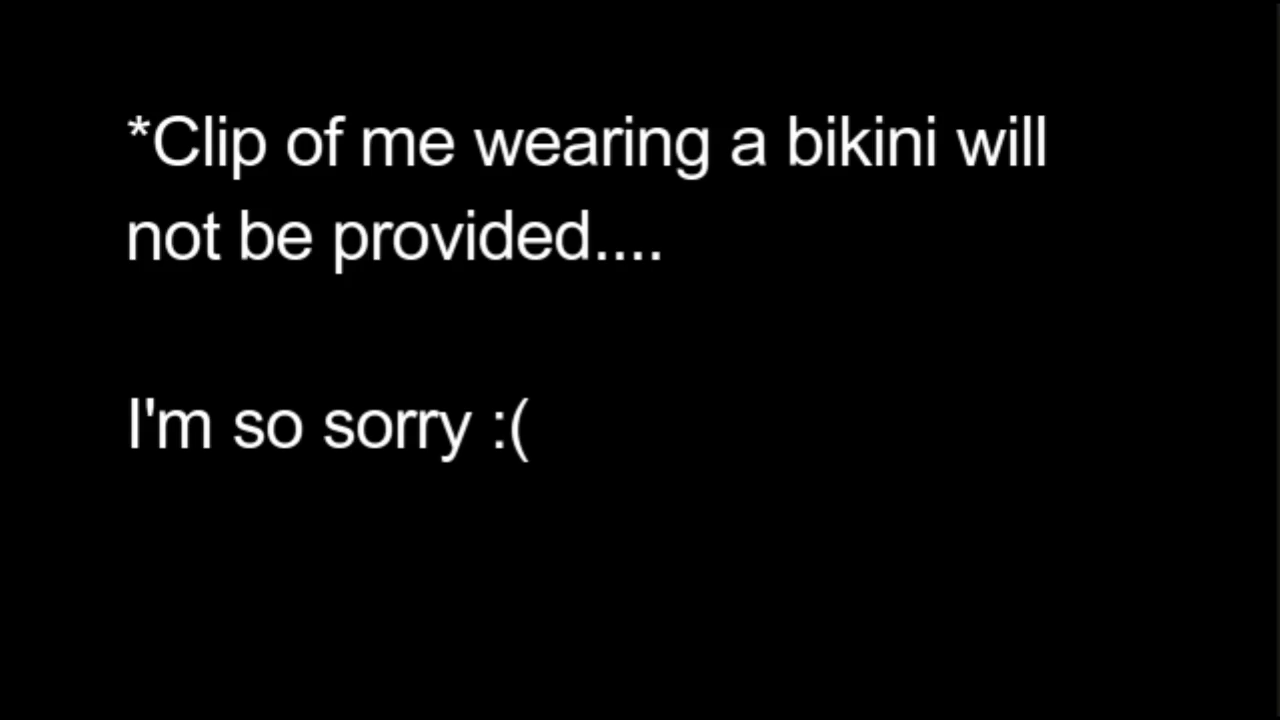 *Clip of me wearing a bikini will
not be provided....
I'm so sorry :(